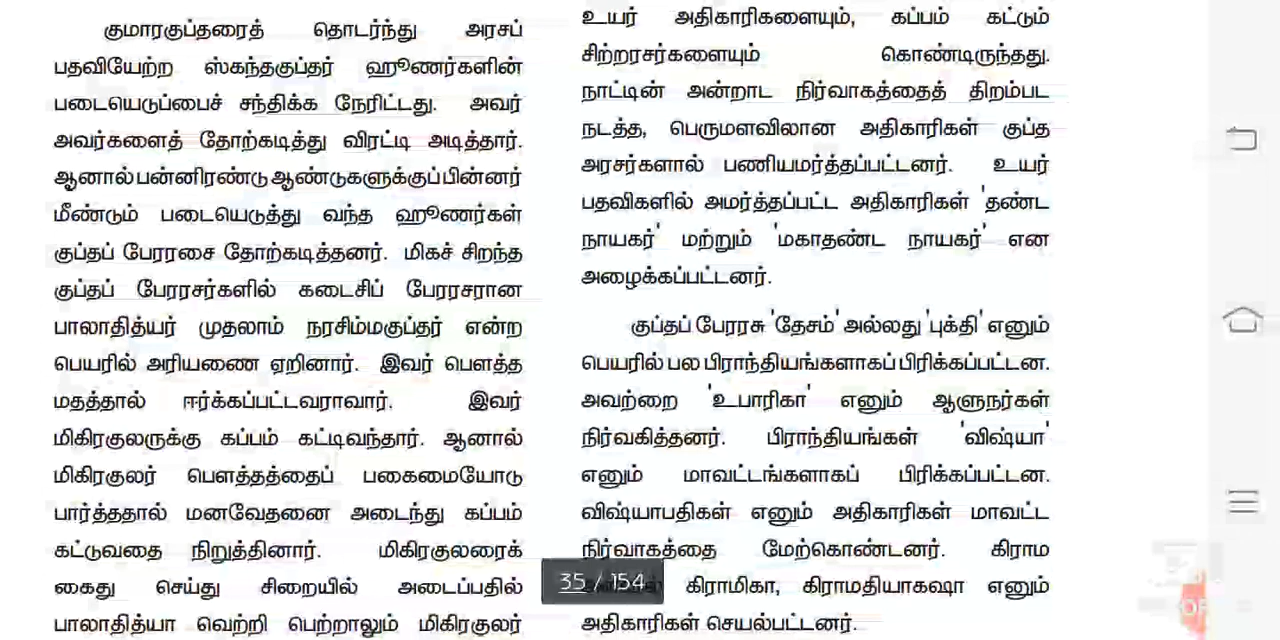 குமாரகுப்தரைத் தொடர்ந்து அரசப்
பதவியேற்ற ஸ்கந்தகுப்தர் ஹூணர்களின்
படையெடுப்பைச் சந்திக்க நேரிட்டது. அவர்
அவர்களைத் தோற்கடித்து விரட்டி அடித்தார்.
ஆனால் பன்னிரண்டு ஆண்டுகளுக்குப் பின்னர்
மீண்டும் படையெடுத்து வந்த ஹூணர்கள்
குப்தப் பேரரசை தோற்கடித்தனர். மிகச் சிறந்த
குப்தப் பேரரசர்களில் கடைசிப் பேரரசரான
பாலாதித்யர் முதலாம் நரசிம்மகுப்தர் என்ற
பெயரில் அரியணை ஏறினார். இவர் பௌத்த
மதத்தால் ஈர்க்கப்பட்டவராவார். இவர்
மிகிரகுலருக்கு கப்பம் கட்டிவந்தார். ஆனால்
மிகிரகுலர் பௌத்தத்தைப் பகைமையோடு
பார்த்ததால் மனவேதனை அடைந்து கப்பம்
கட்டுவதை நிறுத்தினார். மிகிரகுலரைக்
கைது செய்து சிறையில் அடைப்பதில்
பாலாதித்யா வெற்றி பெற்றாலும் மிகிரகுலர்
உயர் அதிகாரிகளையும், கப்பம் கட்டும்
சிற்றரசர்களையும் கொண்டிருந்தது.
நாட்டின் அன்றாட நிர்வாகத்தைத் திறம்பட
நடத்த, பெருமளவிலான அதிகாரிகள் குப்த
அரசர்களால் பணியமர்த்தப்பட்டனர். உயர்
பதவிகளில் அமர்த்தப்பட்ட அதிகாரிகள் 'தண்ட
நாயகர்' மற்றும் 'மகாதண்ட நாயகர்' என
அழைக்கப்பட்டனர்.
குப்தப் பேரரசு 'தேசம்' அல்லது 'புக்தி' எனும்
பெயரில் பல பிராந்தியங்களாகப் பிரிக்கப்பட்டன.
அவற்றை 'உபாரிகா' எனும் ஆளுநர்கள்
நிர்வகித்தனர். பிராந்தியங்கள் 'விஷ்யா'
எனும் மாவட்டங்களாகப் பிரிக்கப்பட்டன.
விஷ்யாபதிகள் எனும் அதிகாரிகள் மாவட்ட
நிர்வாகத்தை மேற்கொண்டனர். கிராம
கிராமிகா, கிராமதியாகஷா எனும்
அதிகாரிகள் செயல்பட்டனர்.
35 / 154